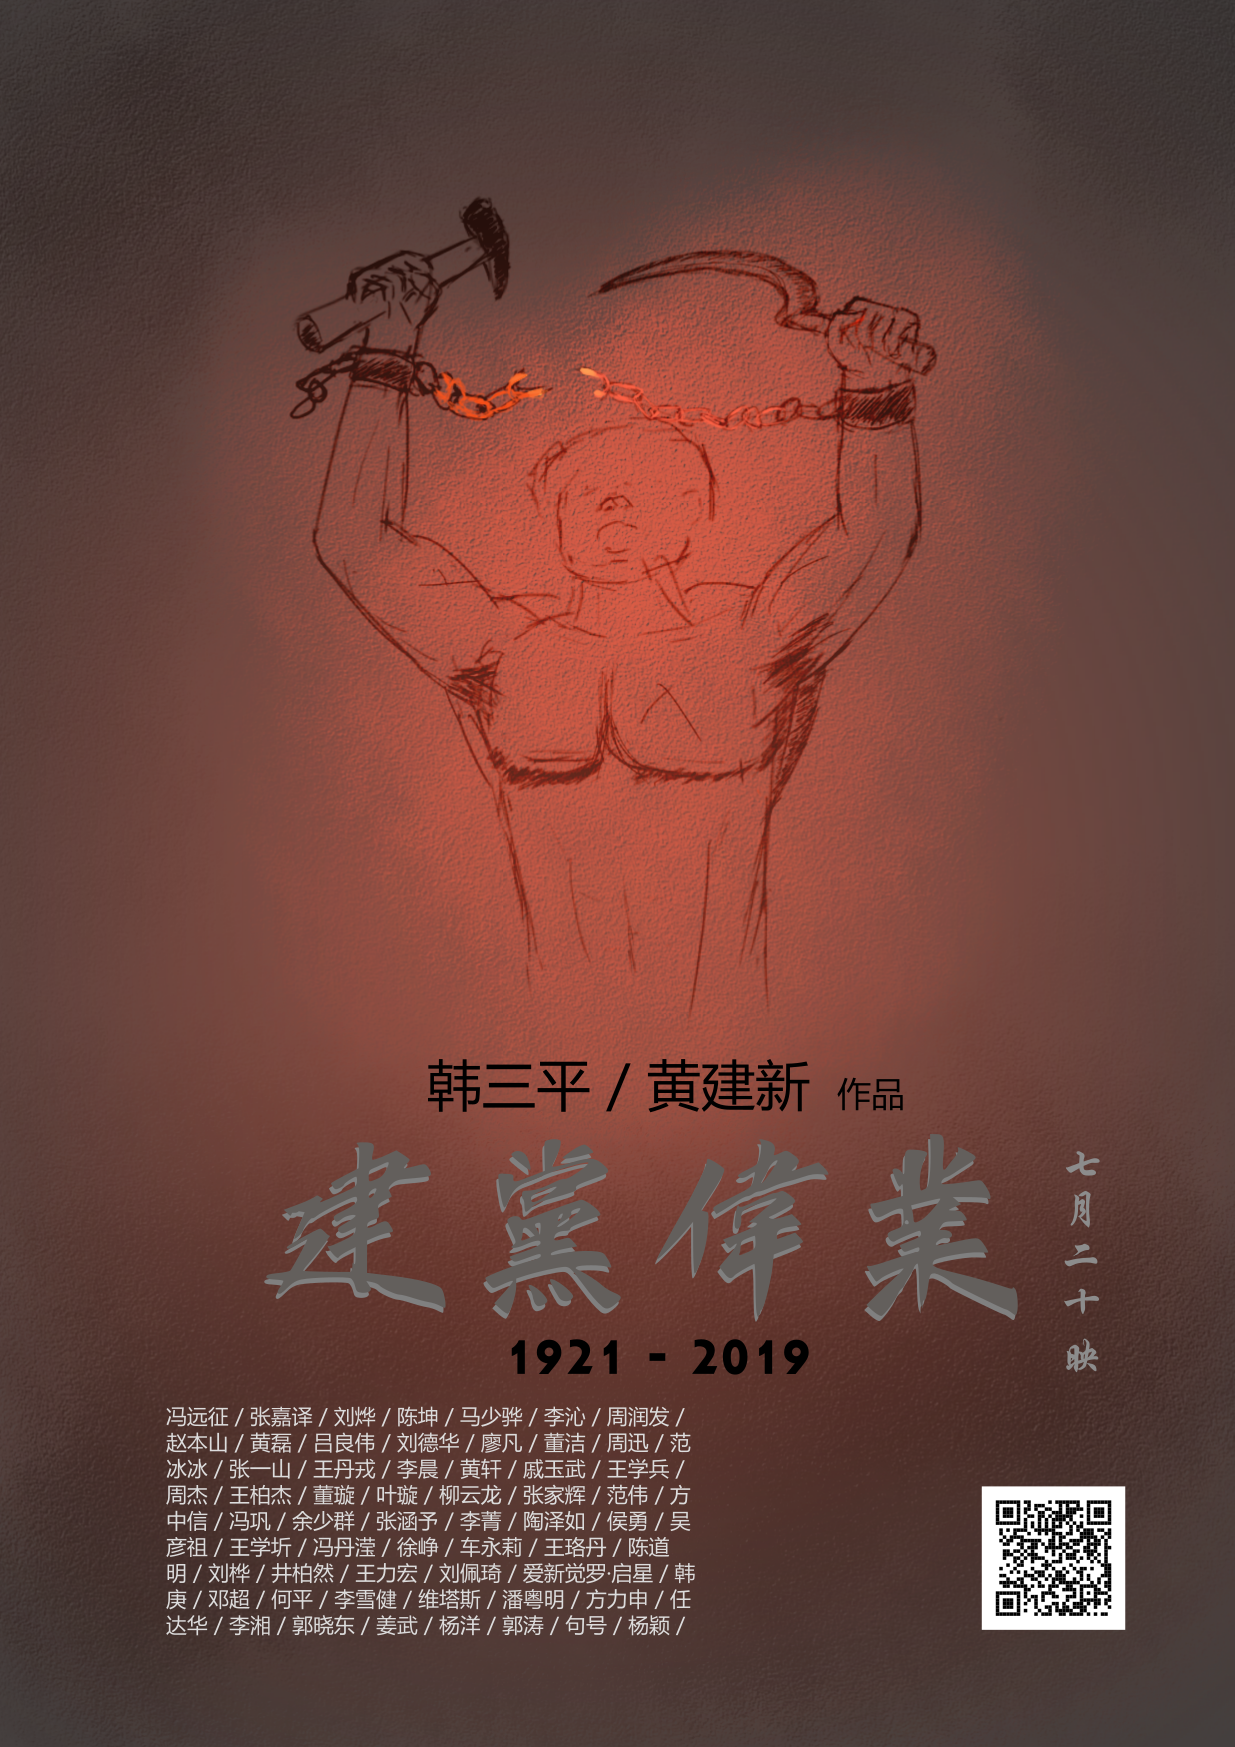 韩三平 / 黄建新 作品
建黨偉業
七月二十映
1921 - 2019
冯远征 / 张嘉译 / 刘烨 / 陈坤 / 马少骅 / 李沁 / 周润发 /
赵本山 / 黄磊 / 吕良伟 / 刘德华 / 廖凡 / 董洁 / 周迅 / 范
冰冰 / 张一山 / 王丹戎 / 李晨 / 黄轩 / 戚玉武 / 王学兵 /
周杰 / 王柏杰 / 董璇 / 叶璇 / 柳云龙 / 张家辉 / 范伟 / 方
中信 / 冯巩 / 余少群 / 张涵予 / 李菁 / 陶泽如 / 侯勇 / 吴
彦祖 / 王学圻 / 冯丹滢 / 徐峥 / 车永莉 / 王珞丹 / 陈道
明 / 刘桦 / 井柏然 / 王力宏 / 刘佩琦 / 爱新觉罗·启星 / 韩
庚 / 邓超 / 何平 / 李雪健 / 维塔斯 / 潘粤明 / 方力申 / 任
达华 / 李湘 / 郭晓东 / 姜武 / 杨洋 / 郭涛 / 句号 / 杨颖 /